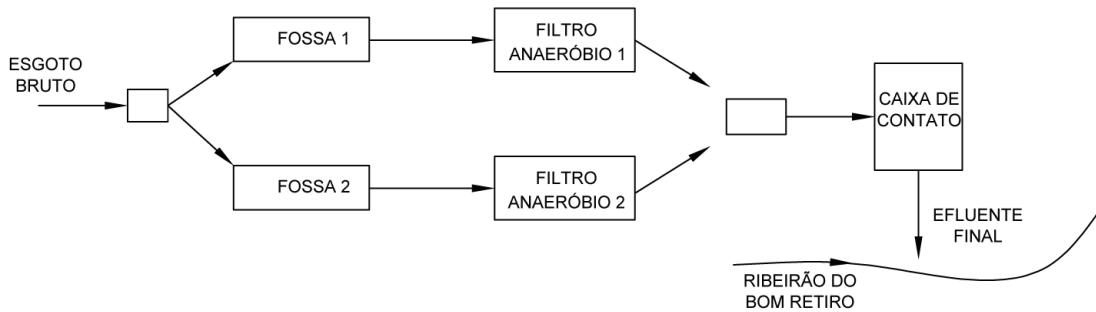 ESGOTO
BRUTO
FOSSA 1
FILTRO
ANAERÓBIO 1
FOSSA 2
FILTRO
ANAERÓBIO 2
CAIXA DE
CONTATO
EFLUENTE
FINAL
RIBEIRÃO DO
BOM RETIRO